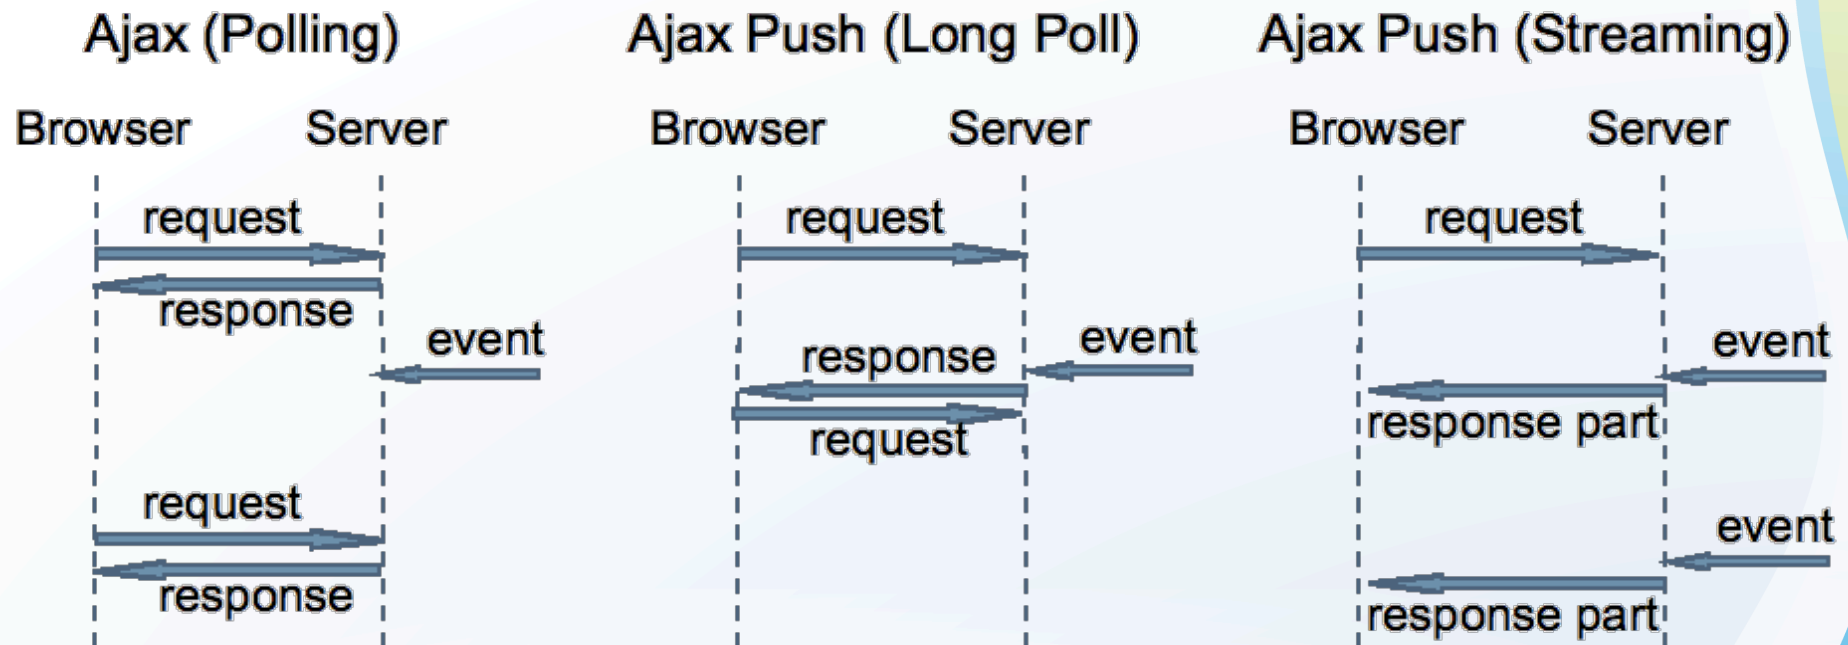 Ajax (Polling)
Browser Server
request
response
event
request
response
Ajax Push (Long Poll)
Browser Server
request
event
response
request
Ajax Push (Streaming)
Browser Server
request
event
response part
event
response part